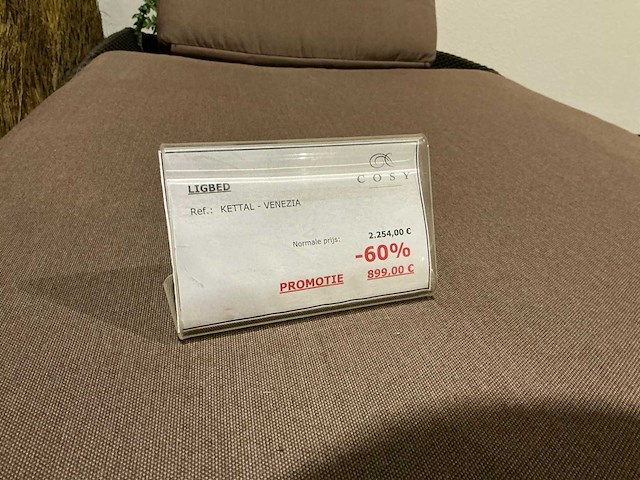 COSY
LIGBED
Ref.: KETTAL - VENEZIA
Normale prijs: 2.254,00 €
-60%
PROMOTIE 899,00 €